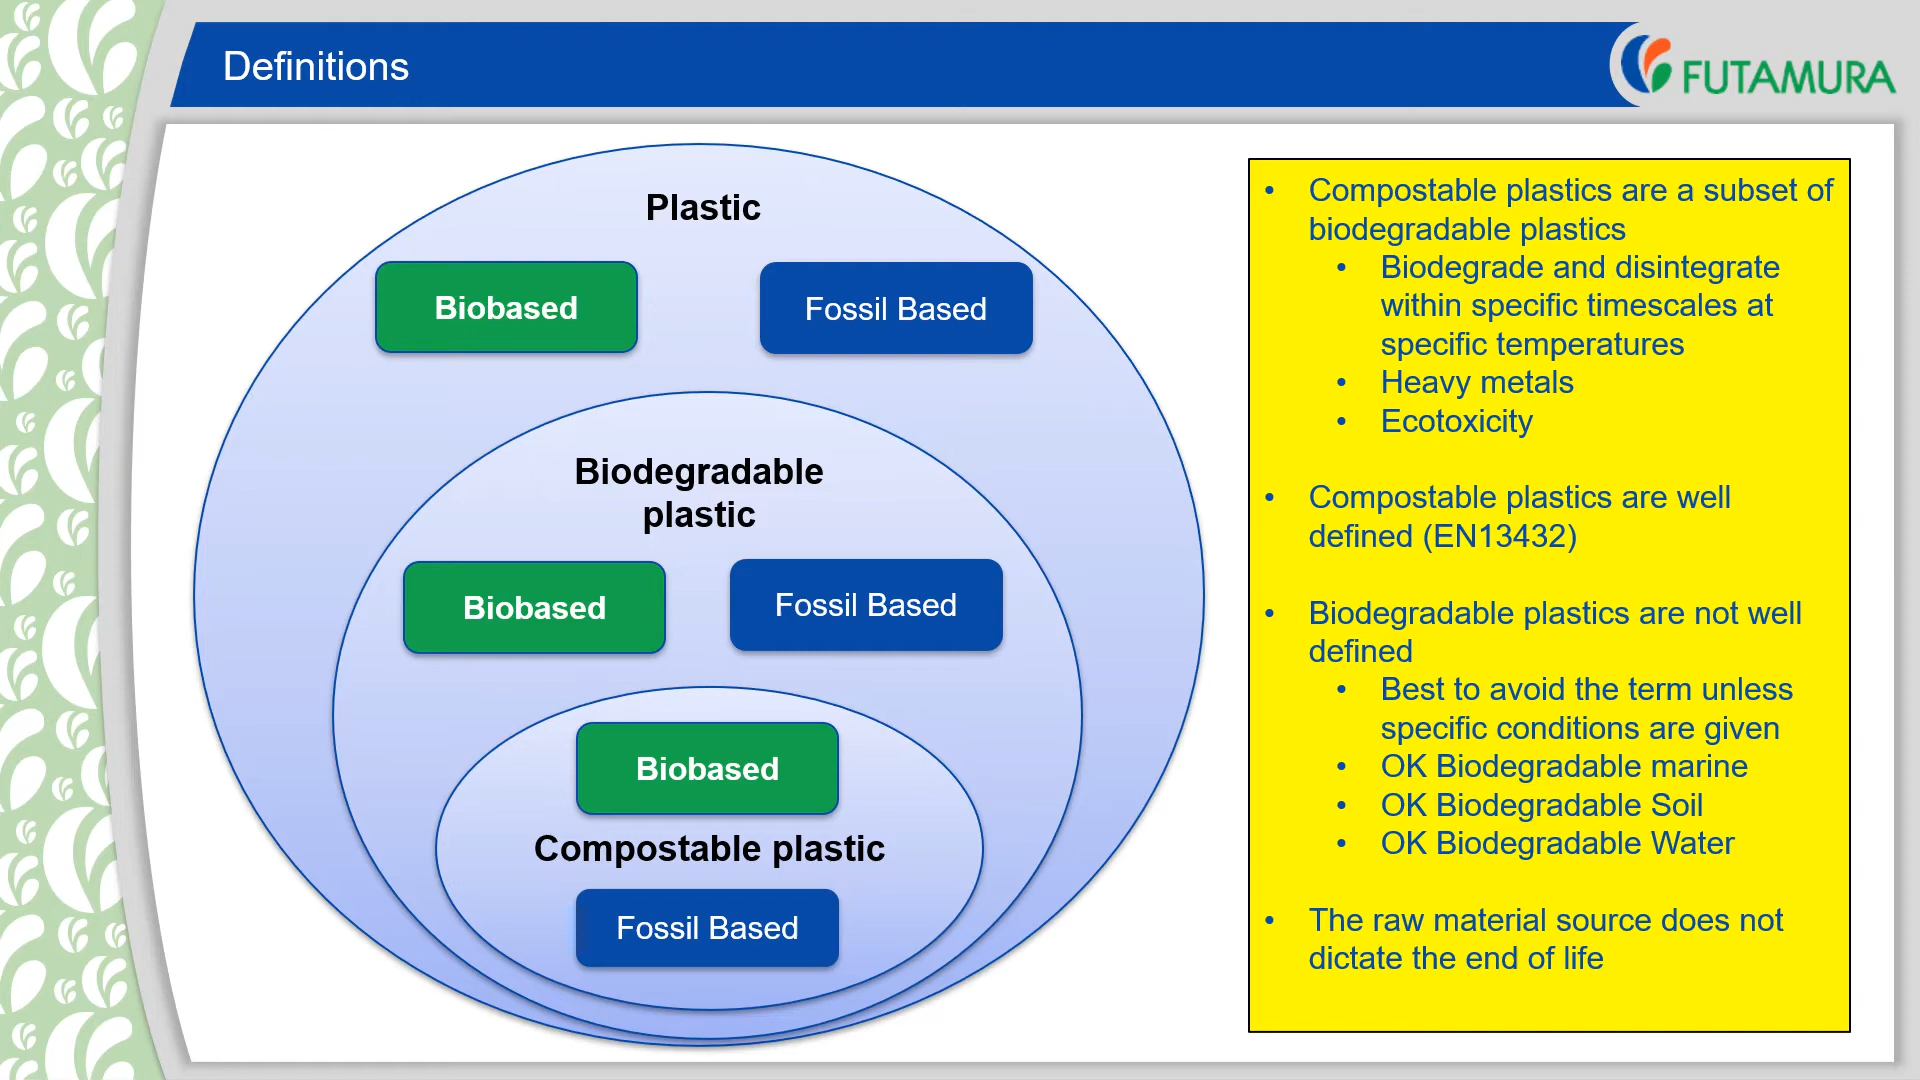 Definitions
FUTAMURA
Plastic
Biobased
Fossil Based
Biodegradable
plastic
Biobased
Fossil Based
Biobased
Compostable plastic
Fossil Based
• Compostable plastics are a subset of
biodegradable plastics
• Biodegrade and disintegrate
within specific timescales at
specific temperatures
• Heavy metals
• Ecotoxicity
• Compostable plastics are well
defined (EN13432)
• Biodegradable plastics are not well
defined
• Best to avoid the term unless
specific conditions are given
• OK Biodegradable marine
• OK Biodegradable Soil
• OK Biodegradable Water
• The raw material source does not
dictate the end of life